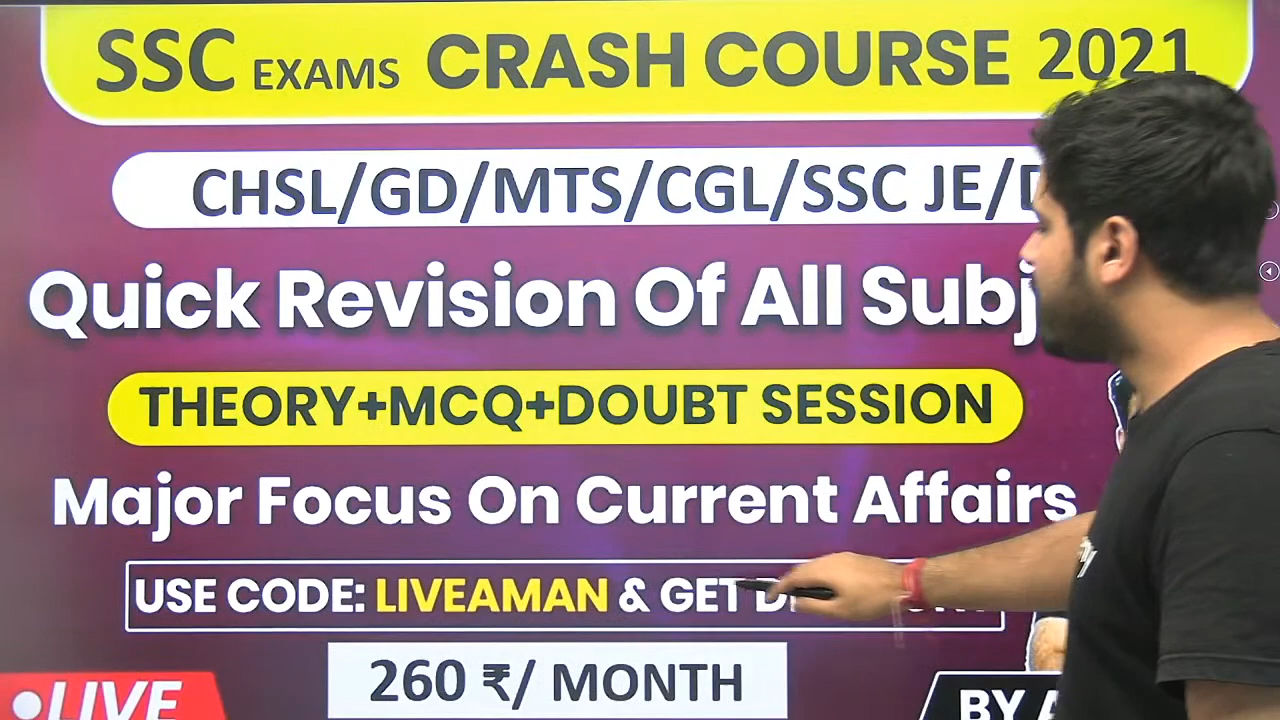 SSC EXAMS CRASH COURSE 2021
CHSL/GD/MTS/CGL/SSC JE/
Quick Revision Of All
THEORY+MCQ+DOUBT SESSION
Major Focus On Current Affairs
USE CODE: LIVEAMAN & GET
260 ₹/ MONTH
LIVE
BY